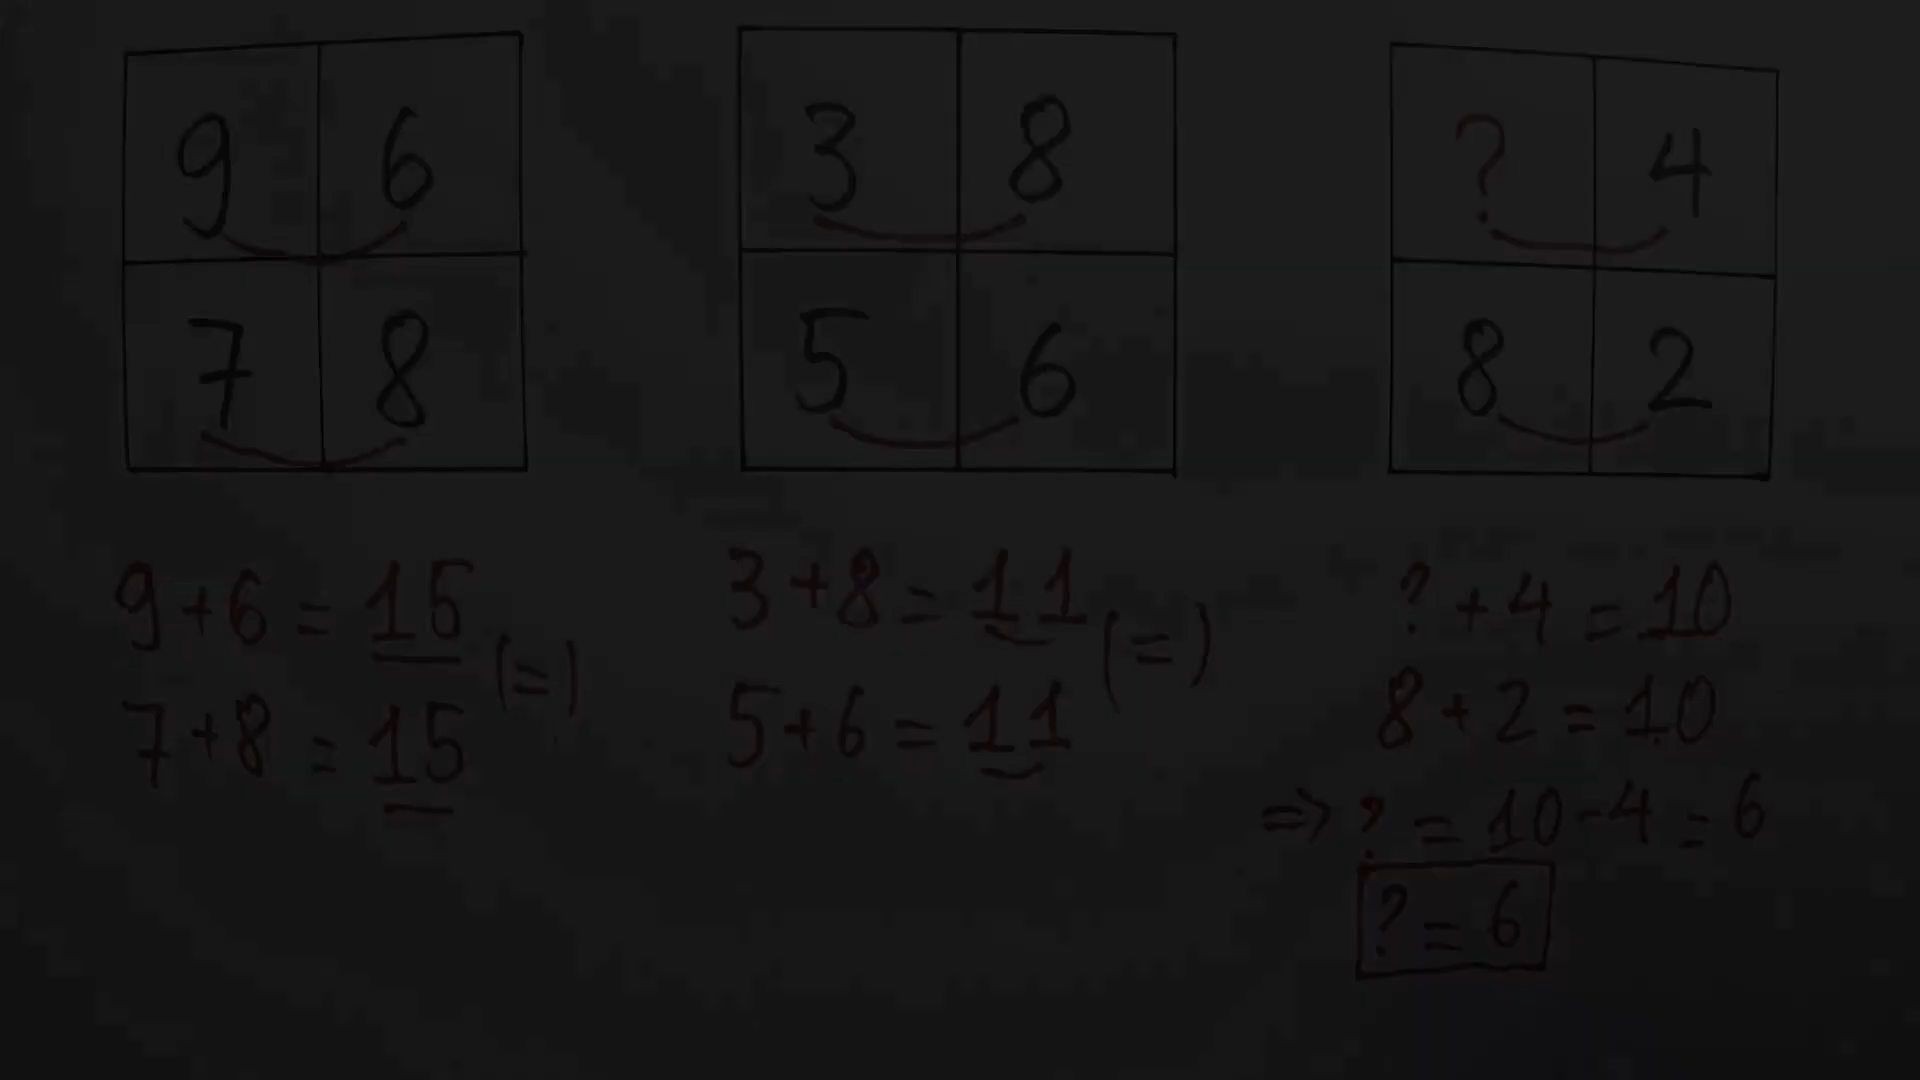 9 6
7 8
3 8
5 6
? 4
8 2
9+6 = 15
7+8 = 15
(=)
3+8 = 11
5+6 = 11
(=)
? + 4 = 10
8 + 2 = 10
⇒ ? = 10 - 4 = 6
? = 6